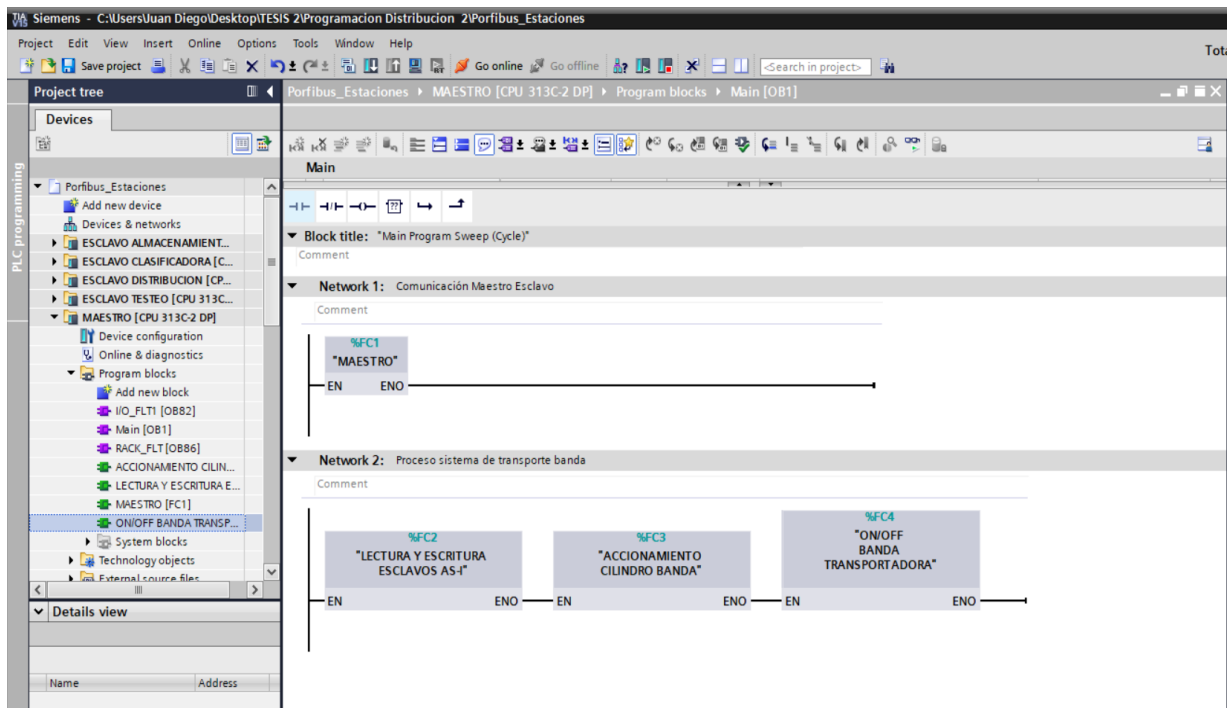 Siemens - C:\Users\Juan Diego\Desktop\TESIS 2\Programacion Distribucion 2\Porfibus_Estaciones
Project Edit View Insert Online Options Tools Window Help
Tota
Save project Go online Go offline <Search in project>
Project tree
Porfibus_Estaciones MAESTRO [CPU 313C-2 DP] Program blocks Main [OB1]
Devices
Main
PLC programming
Porfibus_Estaciones
Add new device
Devices & networks
ESCLAVO ALMACENAMIENT...
ESCLAVO CLASIFICADORA [C...
ESCLAVO DISTRIBUCION [CP...
ESCLAVO TESTEO [CPU 313C...
MAESTRO [CPU 313C-2 DP]
Device configuration
Online & diagnostics
Program blocks
Add new block
I/O_FLT1 [OB82]
Main [OB1]
RACK_FLT [OB86]
ACCIONAMIENTO CILIN...
LECTURA Y ESCRITURA E...
MAESTRO [FC1]
ON/OFF BANDA TRANSP...
System blocks
Technology objects
External source files
Details view
Name Address
??
Block title: "Main Program Sweep (Cycle)"
Comment
Network 1: Comunicación Maestro Esclavo
Comment
%FC1
"MAESTRO"
EN ENO
Network 2: Proceso sistema de transporte banda
Comment
%FC2
"LECTURA Y ESCRITURA
ESCLAVOS AS-I"
EN ENO
%FC3
"ACCIONAMIENTO
CILINDRO BANDA"
EN ENO
%FC4
"ON/OFF
BANDA
TRANSPORTADORA"
EN ENO